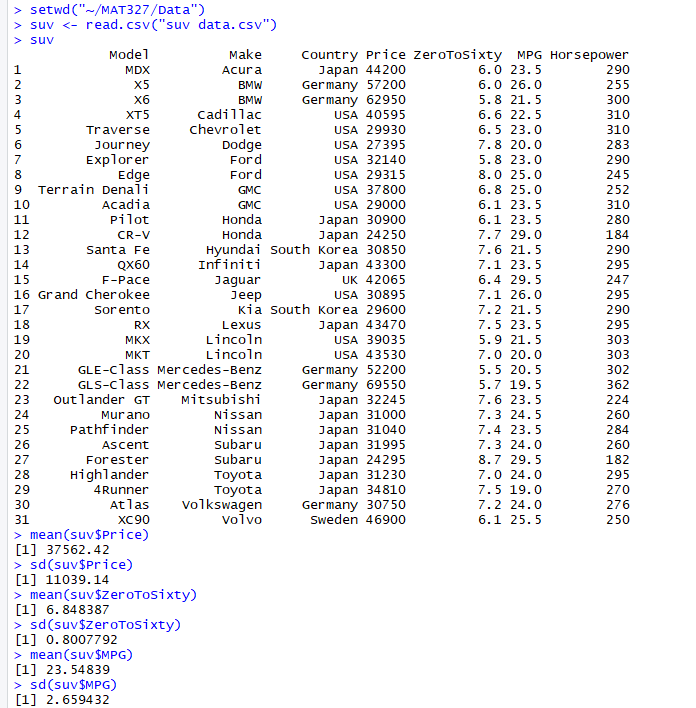 > setwd("~/MAT327/Data")
> suv <- read.csv("suv data.csv")
> suv
Model Make Country Price ZeroToSixty MPG Horsepower
1 MDX Acura Japan 44200 6.0 23.5 290
2 X5 BMW Germany 57200 6.0 26.0 255
3 X6 BMW Germany 62950 5.8 21.5 300
4 XT5 Cadillac USA 40595 6.6 22.5 310
5 Traverse Chevrolet USA 29930 6.5 23.0 310
6 Journey Dodge USA 27395 7.8 20.0 283
7 Explorer Ford USA 32140 5.8 23.0 290
8 Edge Ford USA 29315 8.0 25.0 245
9 Terrain Denali GMC USA 37800 6.8 25.0 252
10 Acadia GMC USA 29000 6.1 23.5 310
11 Pilot Honda Japan 30900 6.1 23.5 280
12 CR-V Honda Japan 24250 7.7 29.0 184
13 Santa Fe Hyundai South Korea 30850 7.6 21.5 290
14 QX60 Infiniti Japan 43300 7.1 23.5 295
15 F-Pace Jaguar UK 42065 6.4 29.5 247
16 Grand Cherokee Jeep USA 30895 7.1 26.0 295
17 Sorento Kia South Korea 29600 7.2 21.5 290
18 RX Lexus Japan 43470 7.5 23.5 295
19 MKX Lincoln USA 39035 5.9 21.5 303
20 MKT Lincoln USA 43530 7.0 20.0 303
21 GLE-Class Mercedes-Benz Germany 52200 5.5 20.5 302
22 GLS-Class Mercedes-Benz Germany 69550 5.7 19.5 362
23 Outlander GT Mitsubishi Japan 32245 7.6 23.5 224
24 Murano Nissan Japan 31000 7.3 24.5 260
25 Pathfinder Nissan Japan 31040 7.4 23.5 284
26 Ascent Subaru Japan 31995 7.3 24.0 260
27 Forester Subaru Japan 24295 8.7 29.5 182
28 Highlander Toyota Japan 31230 7.0 24.0 295
29 4Runner Toyota Japan 34810 7.5 19.0 270
30 Atlas Volkswagen Germany 30750 7.2 24.0 276
31 XC90 Volvo Sweden 46900 6.1 25.5 250
> mean(suv$Price)
[1] 37562.42
> sd(suv$Price)
[1] 11039.14
> mean(suv$ZeroToSixty)
[1] 6.848387
> sd(suv$ZeroToSixty)
[1] 0.8007792
> mean(suv$MPG)
[1] 23.54839
> sd(suv$MPG)
[1] 2.659432